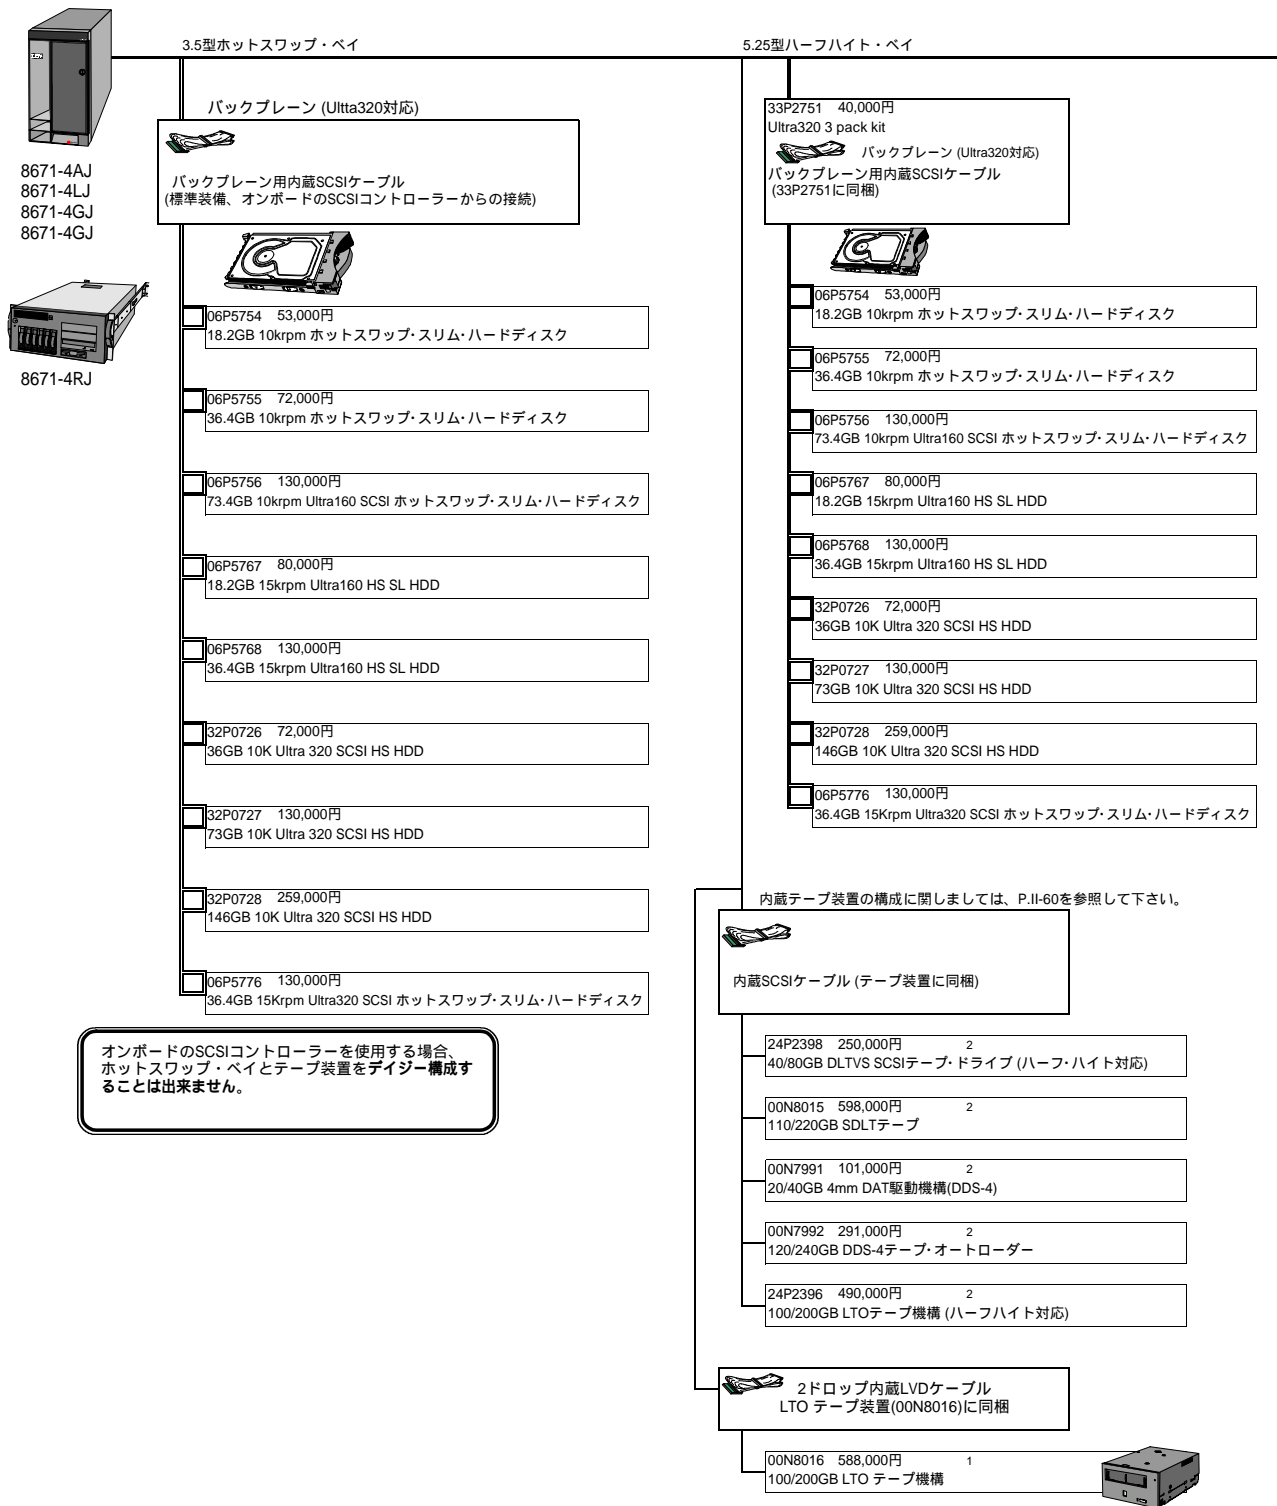 3.5型ホットスワップ・ベイ
5.25型ハーフハイト・ベイ
8671-4AJ
8671-4LJ
8671-4GJ
8671-4GJ
8671-4RJ
バックプレーン (Ultta320対応)
バックプレーン用内蔵SCSIケーブル
(標準装備、オンボードのSCSIコントローラーからの接続)
06P5754 53,000円
18.2GB 10krpm ホットスワップ・スリム・ハードディスク
06P5755 72,000円
36.4GB 10krpm ホットスワップ・スリム・ハードディスク
06P5756 130,000円
73.4GB 10krpm Ultra160 SCSI ホットスワップ・スリム・ハードディスク
06P5767 80,000円
18.2GB 15krpm Ultra160 HS SL HDD
06P5768 130,000円
36.4GB 15krpm Ultra160 HS SL HDD
32P0726 72,000円
36GB 10K Ultra 320 SCSI HS HDD
32P0727 130,000円
73GB 10K Ultra 320 SCSI HS HDD
32P0728 259,000円
146GB 10K Ultra 320 SCSI HS HDD
06P5776 130,000円
36.4GB 15Krpm Ultra320 SCSI ホットスワップ・スリム・ハードディスク
オンボードのSCSIコントローラーを使用する場合、
ホットスワップ・ベイとテープ装置をデイジー構成す
ることは出来ません。
33P2751 40,000円
Ultra320 3 pack kit
バックプレーン (Ultra320対応)
バックプレーン用内蔵SCSIケーブル
(33P2751に同梱)
06P5754 53,000円
18.2GB 10krpm ホットスワップ・スリム・ハードディスク
06P5755 72,000円
36.4GB 10krpm ホットスワップ・スリム・ハードディスク
06P5756 130,000円
73.4GB 10krpm Ultra160 SCSI ホットスワップ・スリム・ハードディスク
06P5767 80,000円
18.2GB 15krpm Ultra160 HS SL HDD
06P5768 130,000円
36.4GB 15krpm Ultra160 HS SL HDD
32P0726 72,000円
36GB 10K Ultra 320 SCSI HS HDD
32P0727 130,000円
73GB 10K Ultra 320 SCSI HS HDD
32P0728 259,000円
146GB 10K Ultra 320 SCSI HS HDD
06P5776 130,000円
36.4GB 15Krpm Ultra320 SCSI ホットスワップ・スリム・ハードディスク
内蔵テープ装置の構成に関しましては、P.II-60を参照して下さい。
内蔵SCSIケーブル (テープ装置に同梱)
24P2398 250,000円 2
40/80GB DLTVS SCSIテープ・ドライブ (ハーフ・ハイト対応)
00N8015 598,000円 2
110/220GB SDLTテープ
00N7991 101,000円 2
20/40GB 4mm DAT駆動機構(DDS-4)
00N7992 291,000円 2
120/240GB DDS-4テープ・オートローダー
24P2396 490,000円 2
100/200GB LTOテープ機構 (ハーフハイト対応)
2ドロップ内蔵LVDケーブル
LTO テープ装置(00N8016)に同梱
00N8016 588,000円 1
100/200GB LTO テープ機構